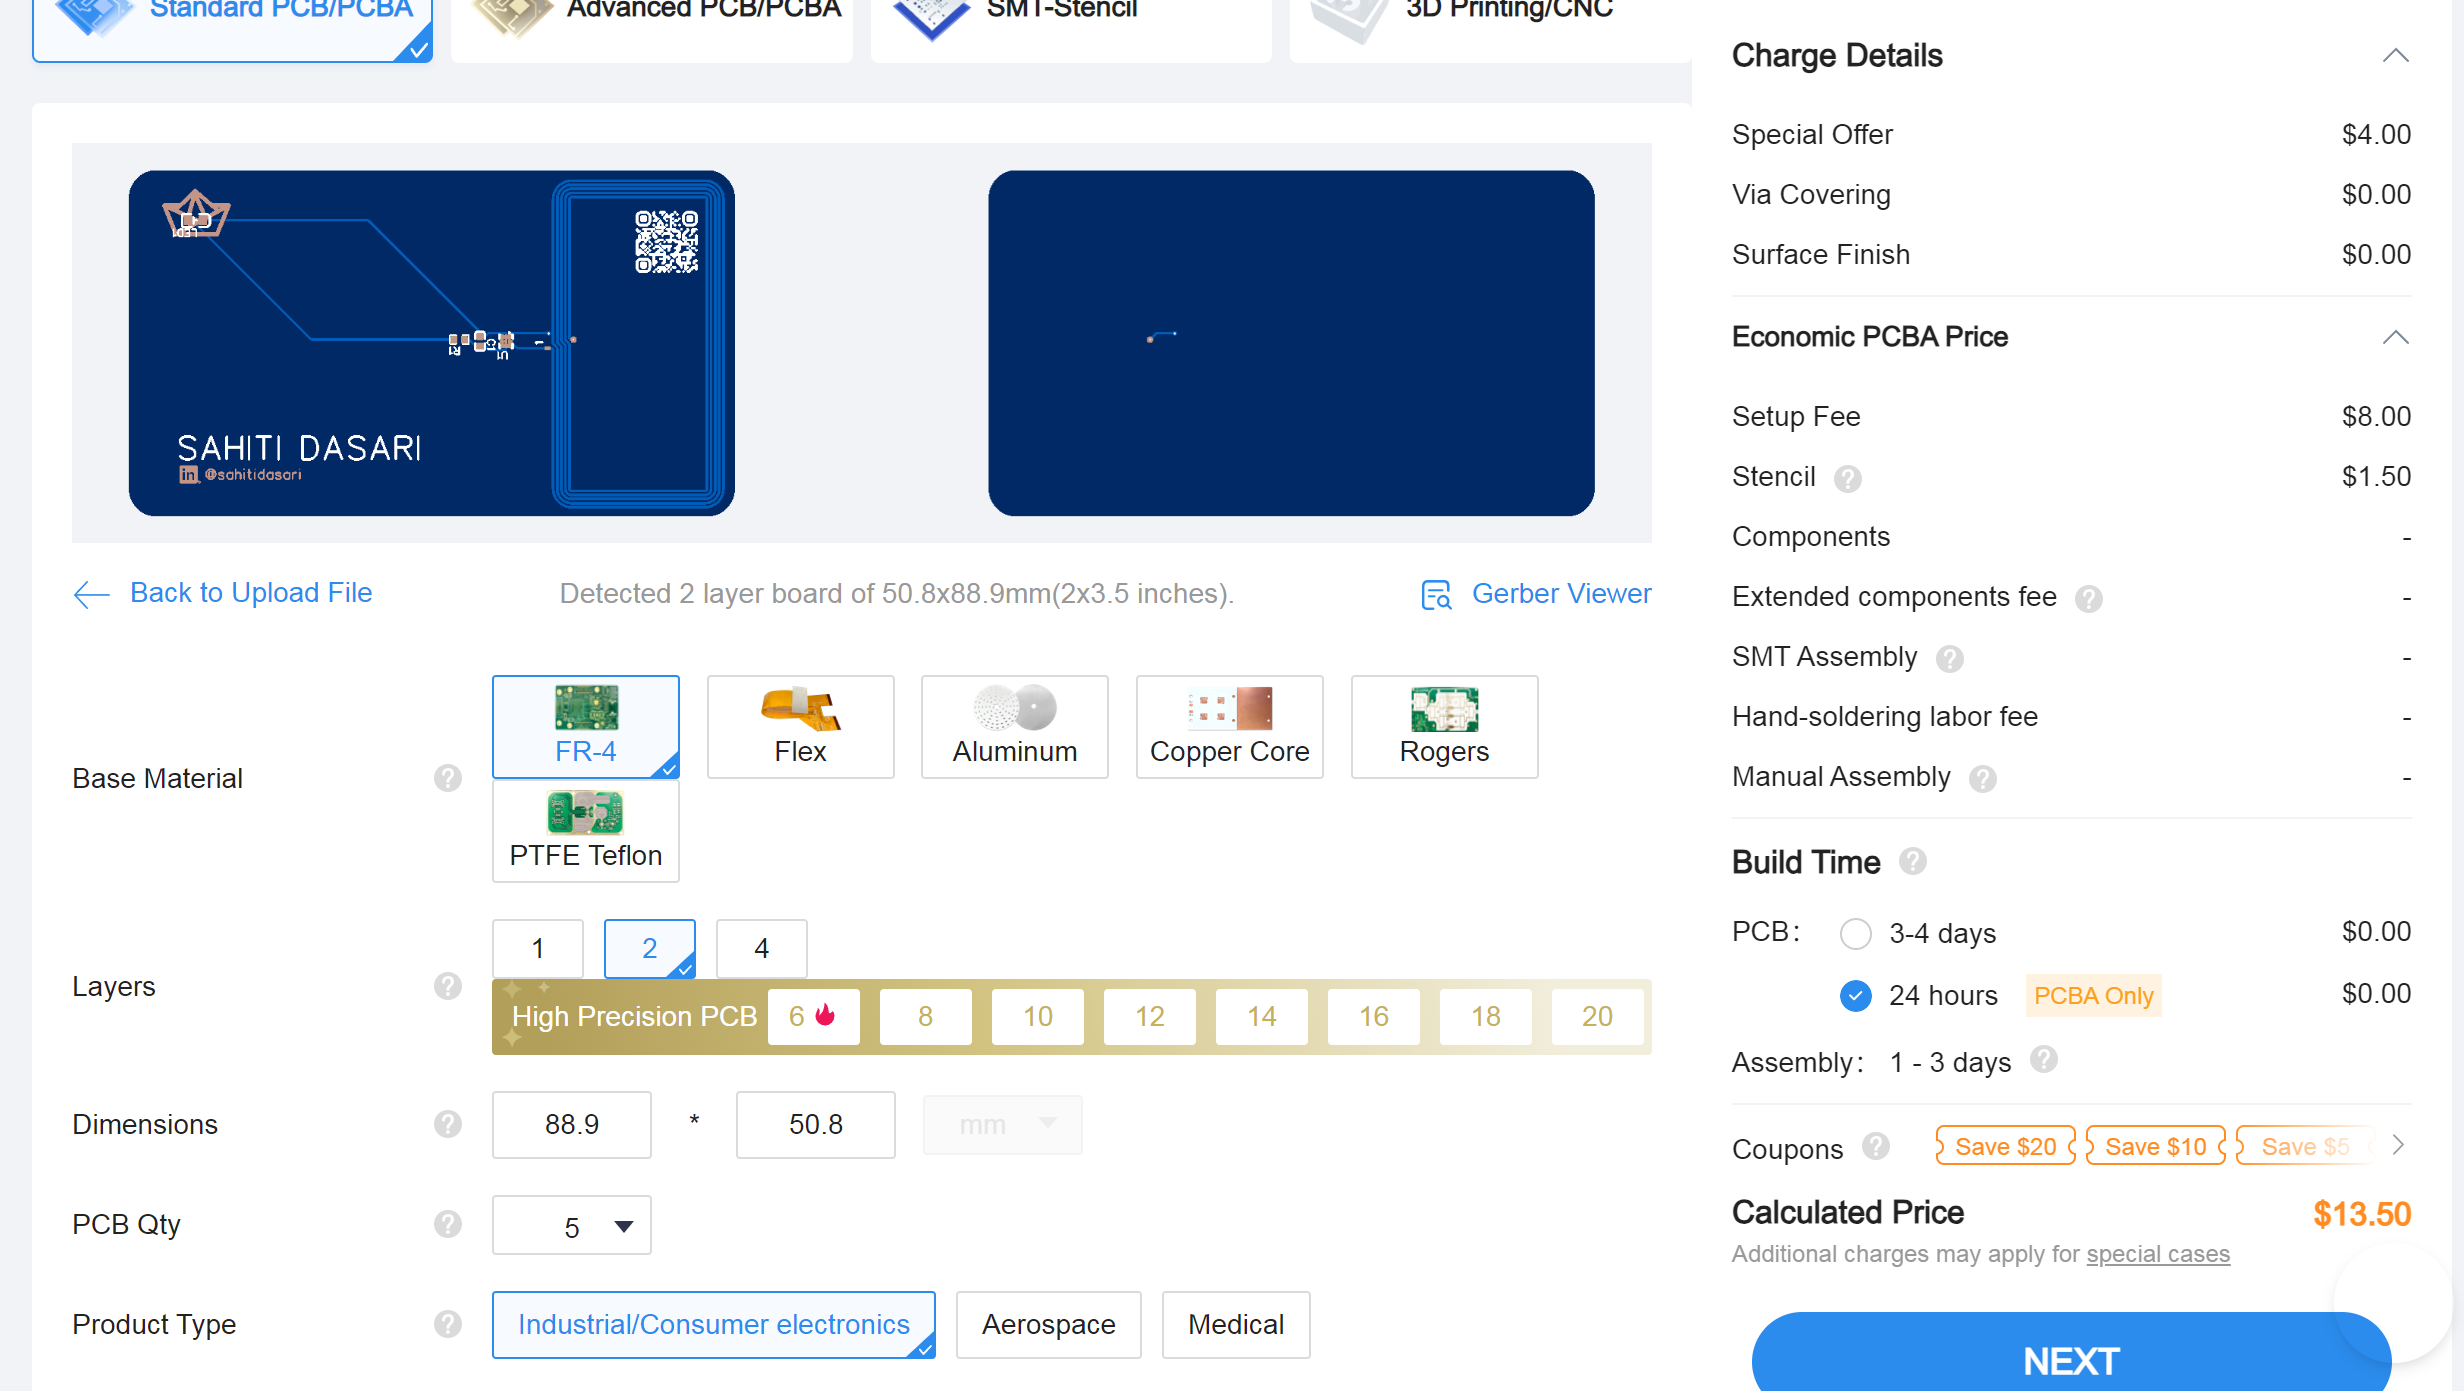 Standard PCB/PCBA
Advanced PCB/PCBA
SMT-Stencil
3D Printing/CNC
LED1
R1
C1
U1
1
SAHITI DASARI
in @sahitidasari
Back to Upload File
Detected 2 layer board of 50.8x88.9mm(2x3.5 inches).
Gerber Viewer
Base Material ?
FR-4
Flex
Aluminum
Copper Core
Rogers
PTFE Teflon
Layers ?
1
2
4
High Precision PCB
6
8
10
12
14
16
18
20
Dimensions ?
88.9
*
50.8
mm
PCB Qty ?
5
Product Type ?
Industrial/Consumer electronics
Aerospace
Medical
Charge Details
Special Offer $4.00
Via Covering $0.00
Surface Finish $0.00
Economic PCBA Price
Setup Fee $8.00
Stencil ? $1.50
Components -
Extended components fee ? -
SMT Assembly ? -
Hand-soldering labor fee -
Manual Assembly ? -
Build Time ?
PCB: 3-4 days $0.00
24 hours PCBA Only $0.00
Assembly: 1 - 3 days ?
Coupons ? Save $20 Save $10 Save $5
Calculated Price $13.50
Additional charges may apply for special cases
NEXT